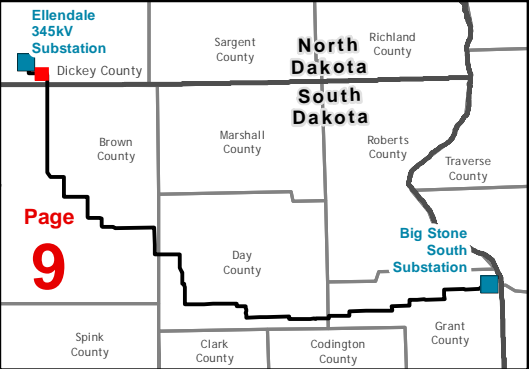 Ellendale
345kV
Substation
Dickey County
Sargent
County
North
Dakota
Richland
County
South
Dakota
Brown
County
Marshall
County
Roberts
County
Traverse
County
Page
9
Big Stone
South
Substation
Day
County
Spink
County
Clark
County
Codington
County
Grant
County